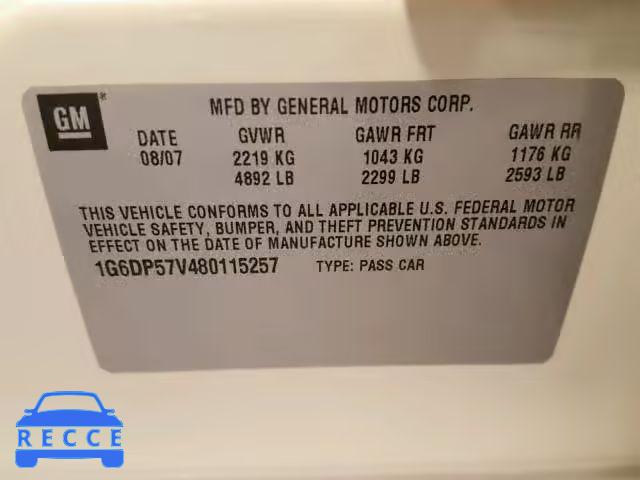 GM
MFD BY GENERAL MOTORS CORP.
DATE GVWR GAWR FRT GAWR RR
08/07 2219 KG 1043 KG 1176 KG
4892 LB 2299 LB 2593 LB
THIS VEHICLE CONFORMS TO ALL APPLICABLE U.S. FEDERAL MOTOR
VEHICLE SAFETY, BUMPER, AND THEFT PREVENTION STANDARDS IN
EFFECT ON THE DATE OF MANUFACTURE SHOWN ABOVE.
1G6DP57V480115257 TYPE: PASS CAR
RECCE